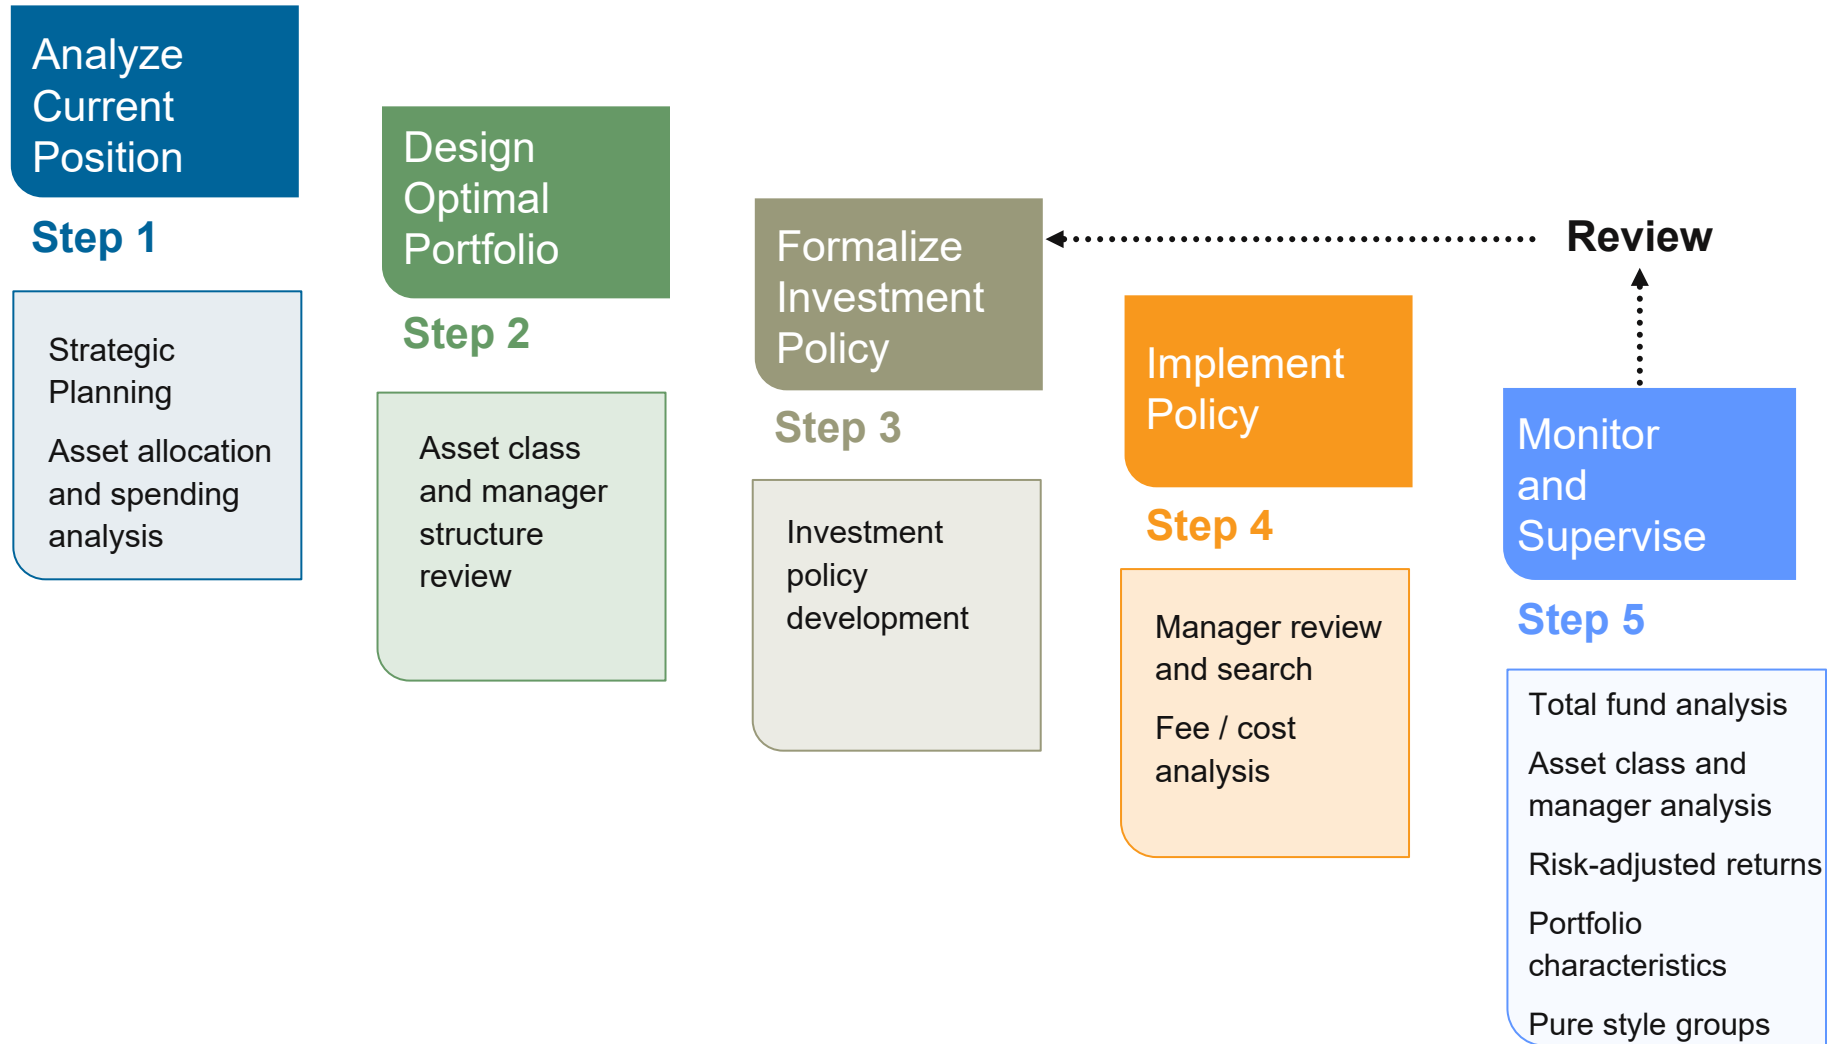 Analyze
Current
Position
Step 1
Strategic
Planning
Asset allocation
and spending
analysis
Design
Optimal
Portfolio
Step 2
Asset class
and manager
structure
review
Formalize
Investment
Policy
Step 3
Investment
policy
development
Implement
Policy
Step 4
Manager review
and search
Fee / cost
analysis
Review
Monitor
and
Supervise
Step 5
Total fund analysis
Asset class and
manager analysis
Risk-adjusted returns
Portfolio
characteristics
Pure style groups